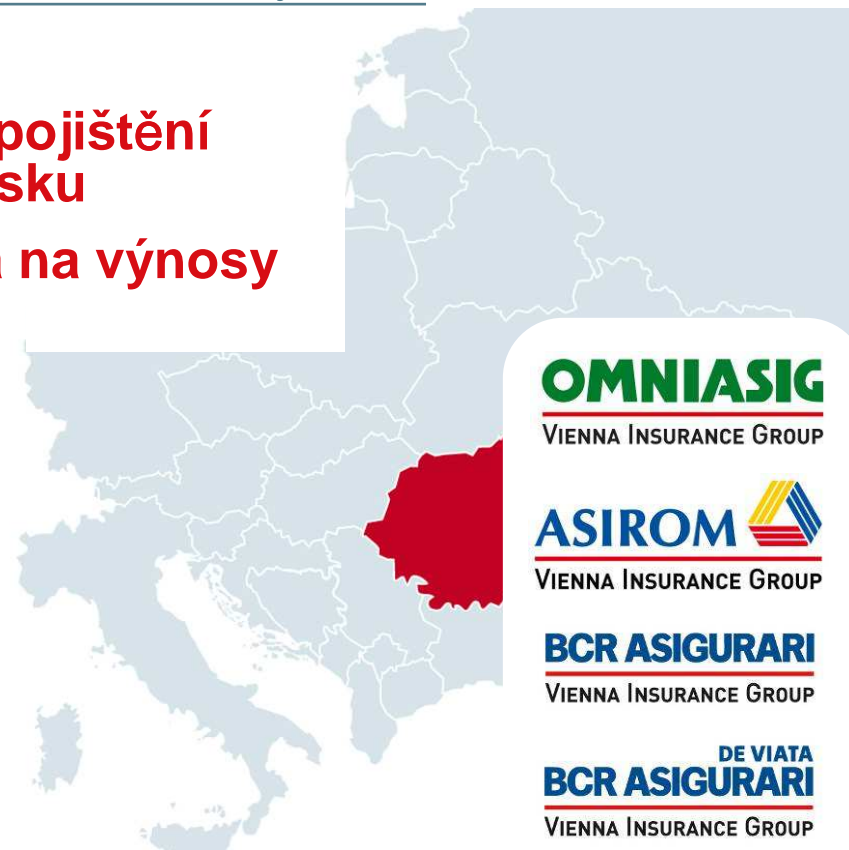 pojištění
sku
na výnosy
OMNIASIG
VIENNA INSURANCE GROUP
ASIROM
VIENNA INSURANCE GROUP
BCR ASIGURARI
VIENNA INSURANCE GROUP
DE VIATA
BCR ASIGURARI
VIENNA INSURANCE GROUP